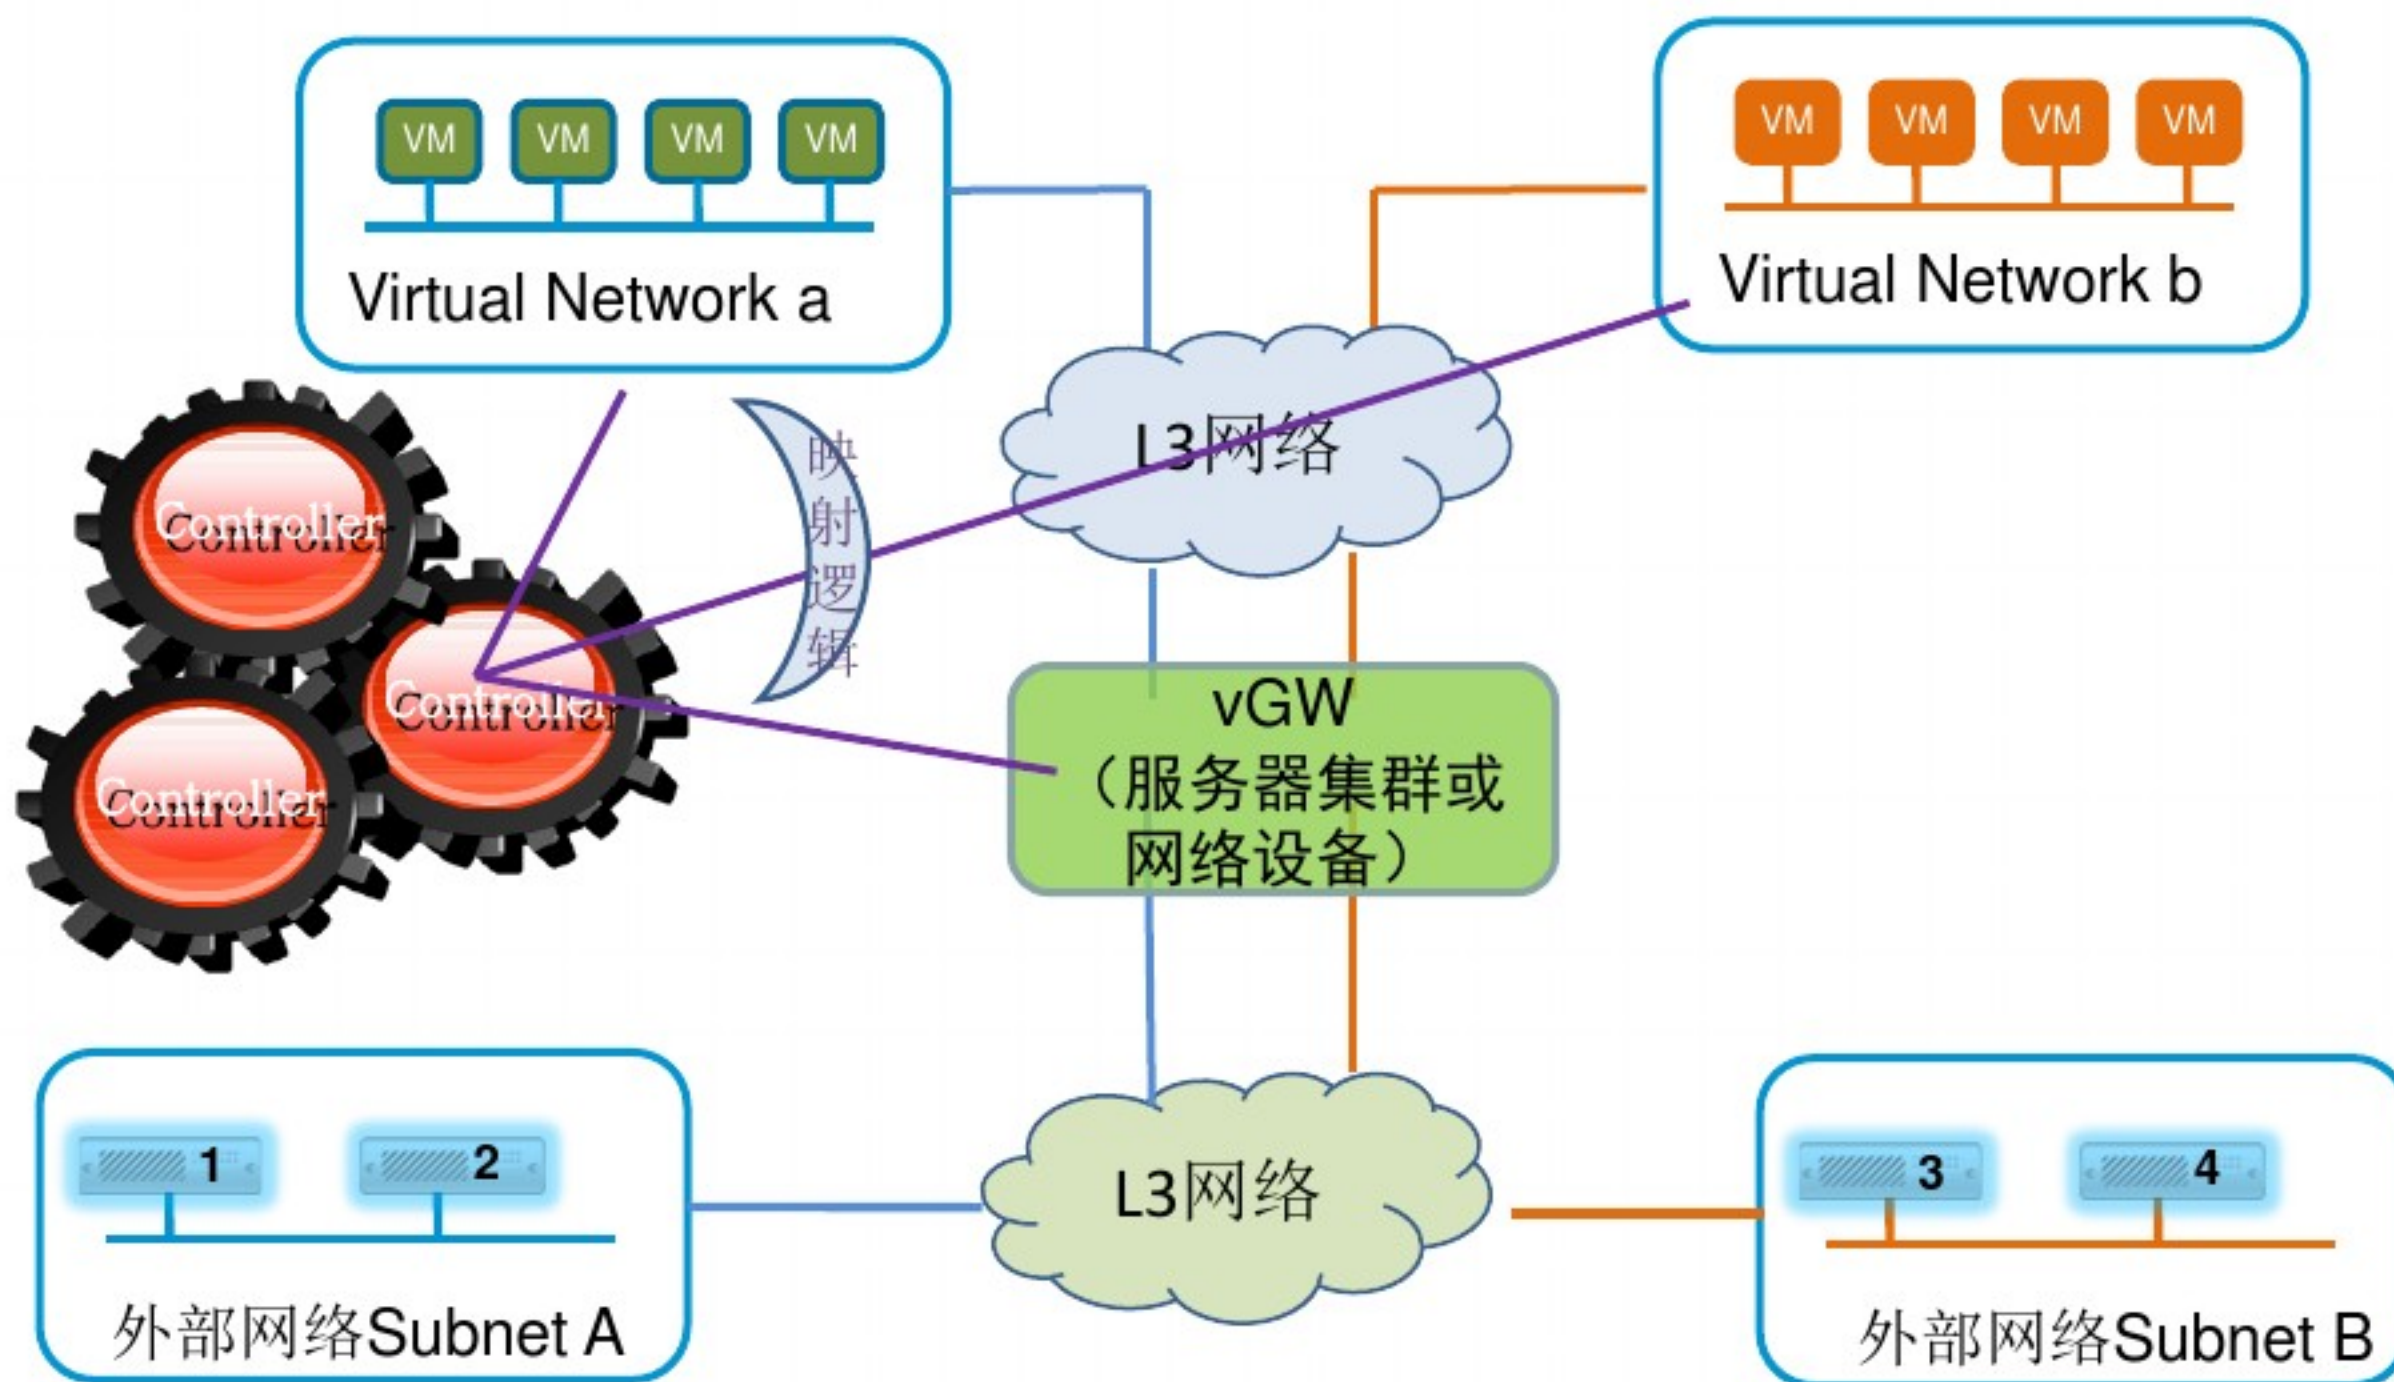 VM VM VM VM
Virtual Network a
VM VM VM VM
Virtual Network b
L3网络
映
射
逻
辑
Controller
Controller
Controller
vGW
（服务器集群或
网络设备）
1 2
外部网络Subnet A
L3网络
3 4
外部网络Subnet B